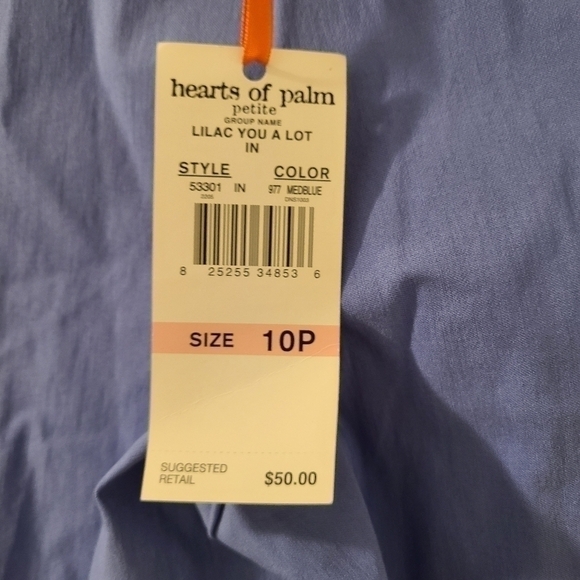 hearts of palm
petite
GROUP NAME
LILAC YOU A LOT
IN
STYLE COLOR
53301 IN 977 MEDBLUE
8 25255 34853 6
SIZE 10P
SUGGESTED
RETAIL $50.00